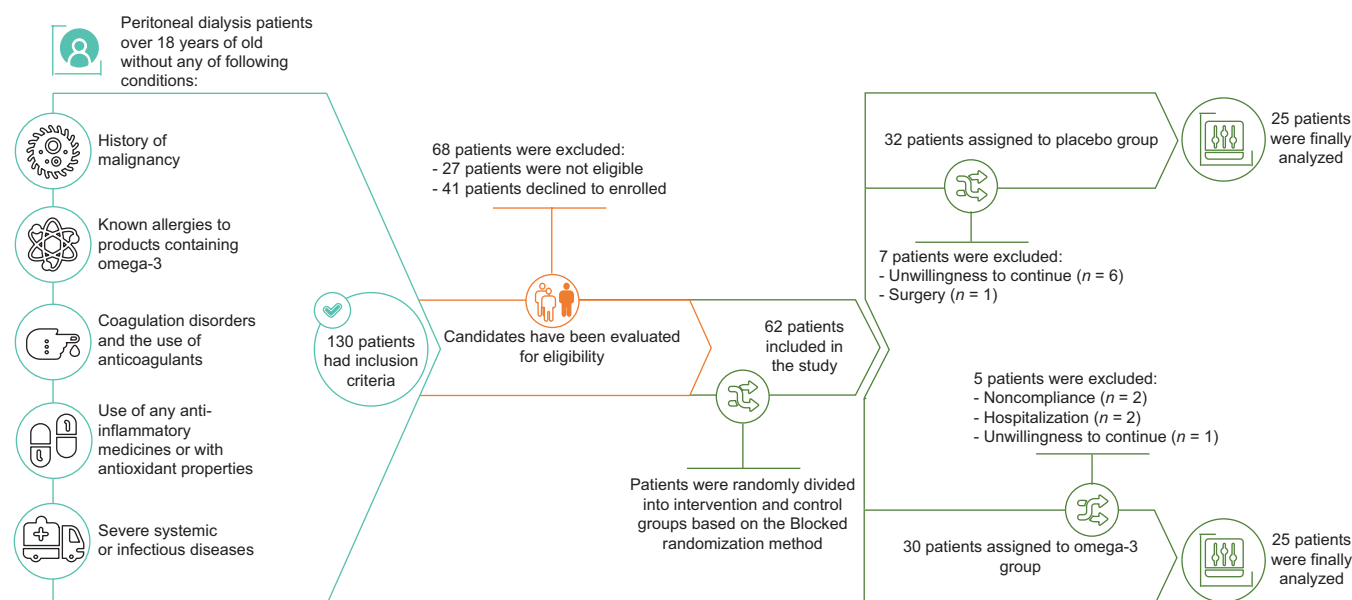 Peritoneal dialysis patients
over 18 years of old
without any of following
conditions:
History of
malignancy
Known allergies to
products containing
omega-3
Coagulation disorders
and the use of
anticoagulants
Use of any anti-
inflammatory
medicines or with
antioxidant properties
Severe systemic
or infectious diseases
130 patients
had inclusion
criteria
68 patients were excluded:
- 27 patients were not eligible
- 41 patients declined to enrolled
Candidates have been evaluated
for eligibility
62 patients
included in
the study
Patients were randomly divided
into intervention and control
groups based on the Blocked
randomization method
32 patients assigned to placebo group
7 patients were excluded:
- Unwillingness to continue (n = 6)
- Surgery (n = 1)
25 patients
were finally
analyzed
5 patients were excluded:
- Noncompliance (n = 2)
- Hospitalization (n = 2)
- Unwillingness to continue (n = 1)
30 patients assigned to omega-3
group
25 patients
were finally
analyzed